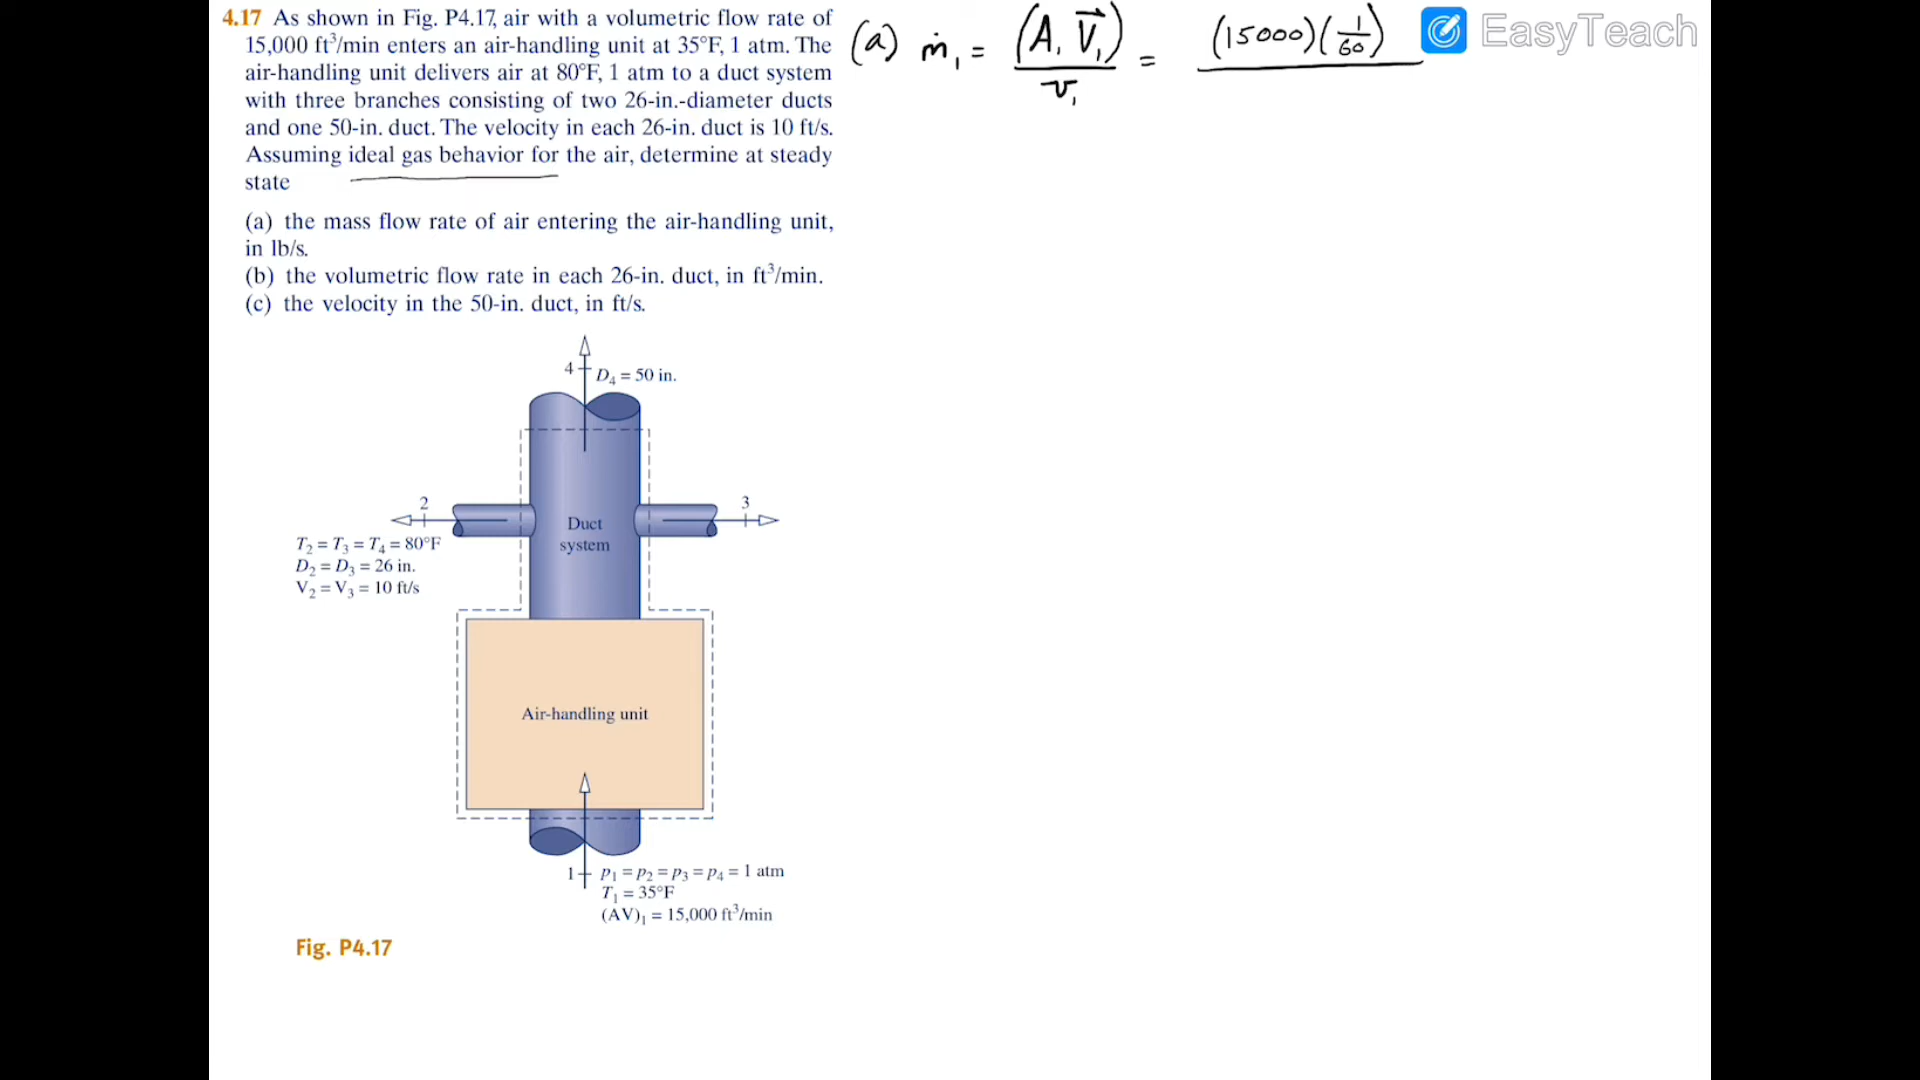 4.17 As shown in Fig. P4.17, air with a volumetric flow rate of
15,000 ft³/min enters an air-handling unit at 35°F, 1 atm. The
air-handling unit delivers air at 80°F, 1 atm to a duct system
with three branches consisting of two 26-in.-diameter ducts
and one 50-in. duct. The velocity in each 26-in. duct is 10 ft/s.
Assuming ideal gas behavior for the air, determine at steady
state
(a) the mass flow rate of air entering the air-handling unit,
in lb/s.
(b) the volumetric flow rate in each 26-in. duct, in ft³/min.
(c) the velocity in the 50-in. duct, in ft/s.
4
D₄ = 50 in.
2
3
Duct
system
T₂ = T₃ = T₄ = 80°F
D₂ = D₃ = 26 in.
V₂ = V₃ = 10 ft/s
Air-handling unit
1
p₁ = p₂ = p₃ = p₄ = 1 atm
T₁ = 35°F
(AV)₁ = 15,000 ft³/min
Fig. P4.17
(a) ṁ₁ = (A₁ V⃗₁) / v₁ = (15000)(1/60)
EasyTeach